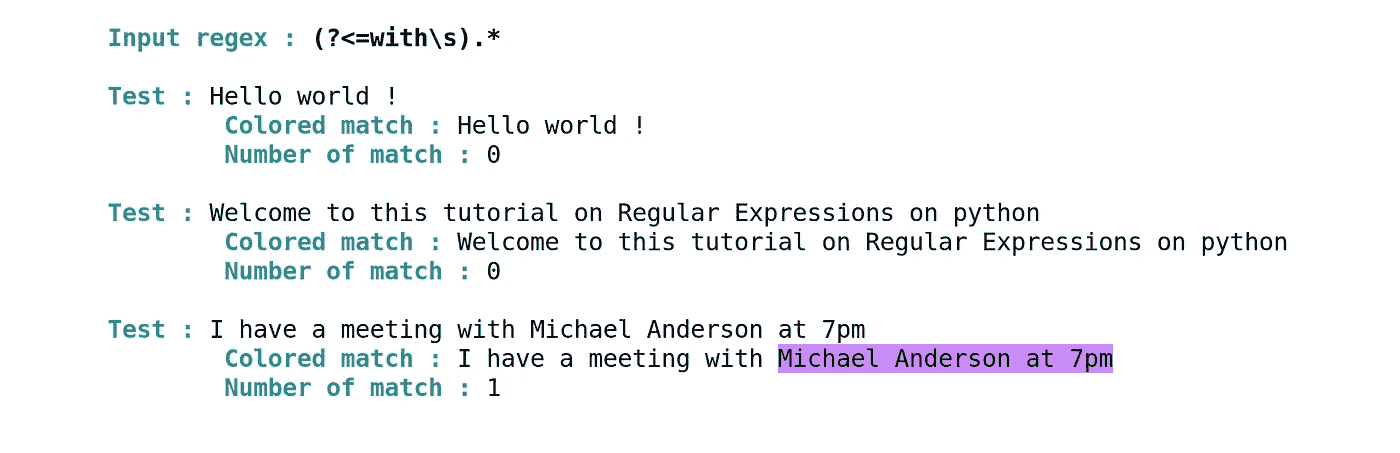 Input regex : (?<=with\s).*
Test : Hello world !
Colored match : Hello world !
Number of match : 0
Test : Welcome to this tutorial on Regular Expressions on python
Colored match : Welcome to this tutorial on Regular Expressions on python
Number of match : 0
Test : I have a meeting with Michael Anderson at 7pm
Colored match : I have a meeting with Michael Anderson at 7pm
Number of match : 1